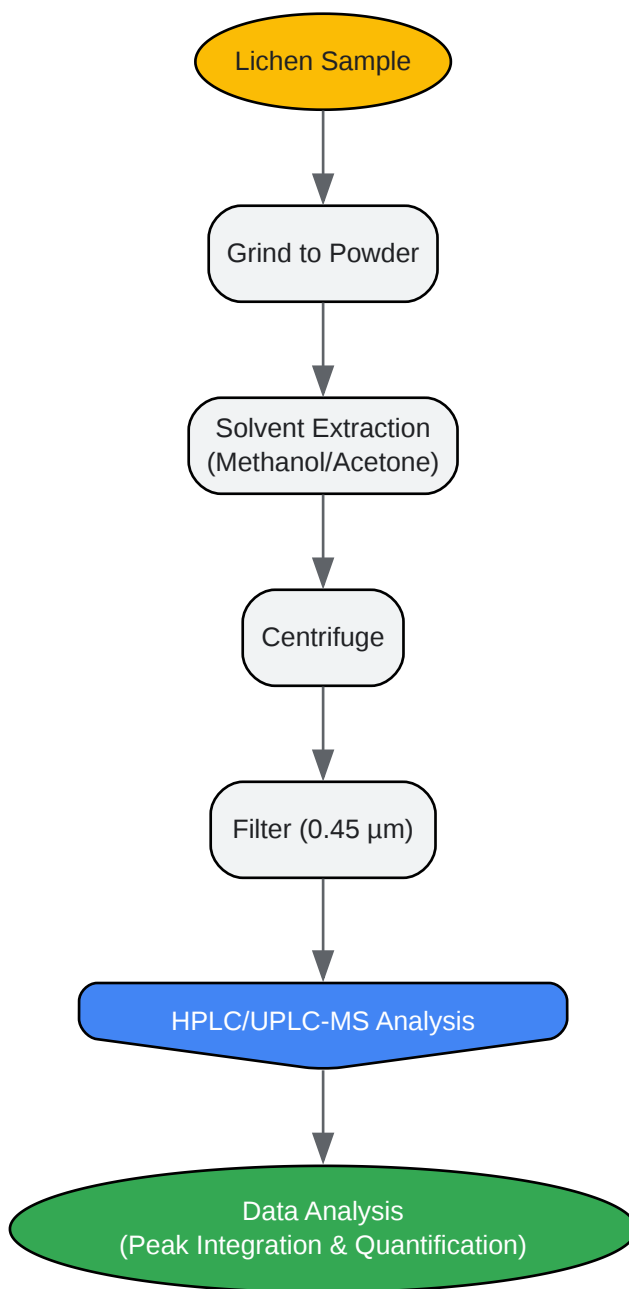 Lichen Sample
Grind to Powder
Solvent Extraction
(Methanol/Acetone)
Centrifuge
Filter (0.45 µm)
HPLC/UPLC-MS Analysis
Data Analysis
(Peak Integration & Quantification)